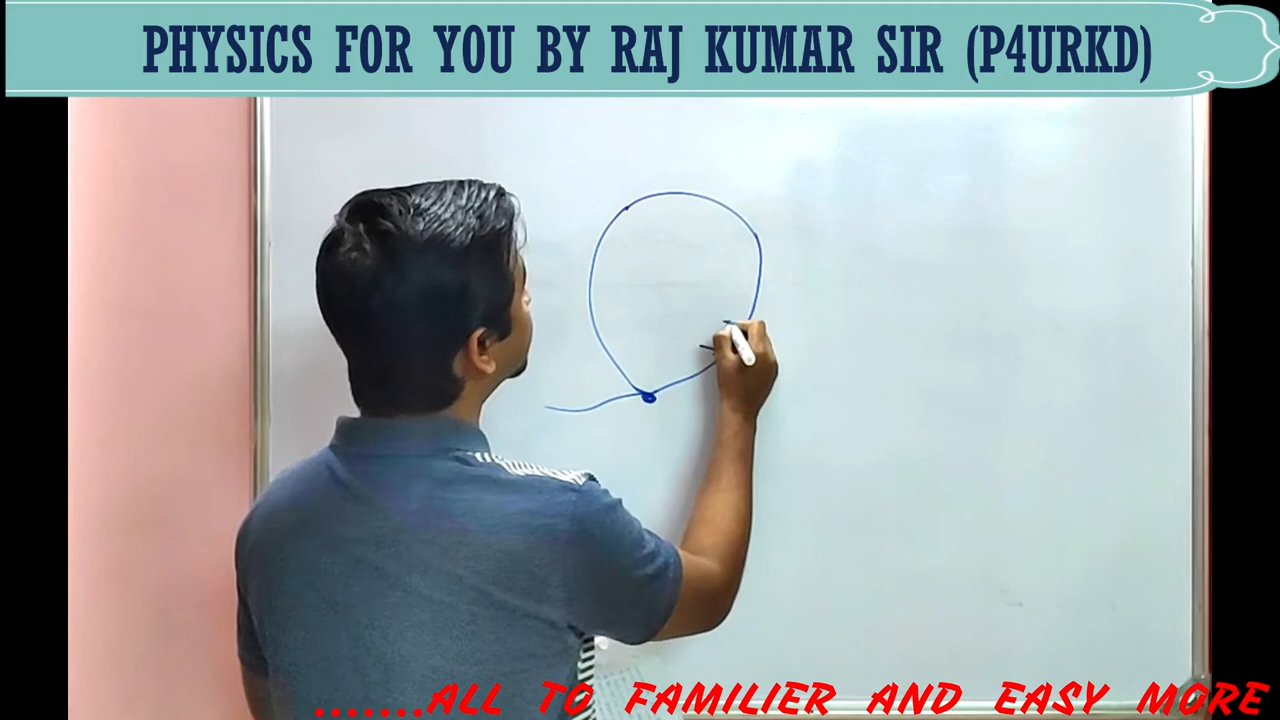 PHYSICS FOR YOU BY RAJ KUMAR SIR (P4URKD)
.......ALL TO FAMILIER AND EASY MORE